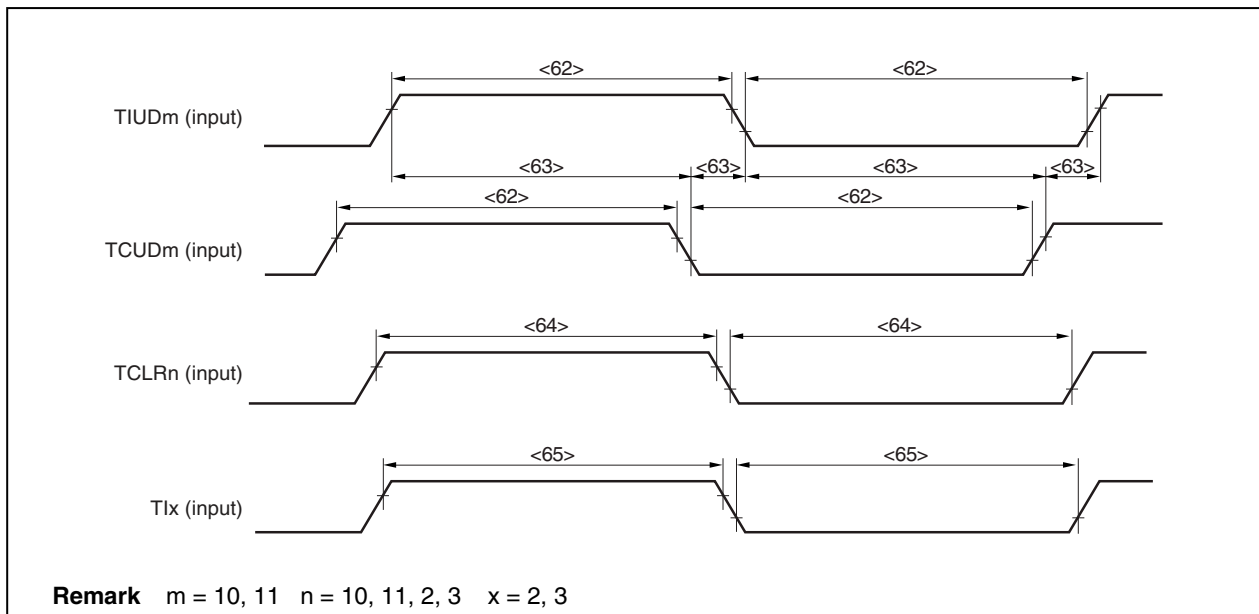 <62> <62>
TIUDm (input)
<63> <63> <63> <63>
<62> <62>
TCUDm (input)
<64> <64>
TCLRn (input)
<65> <65>
TIx (input)
Remark m = 10, 11 n = 10, 11, 2, 3 x = 2, 3